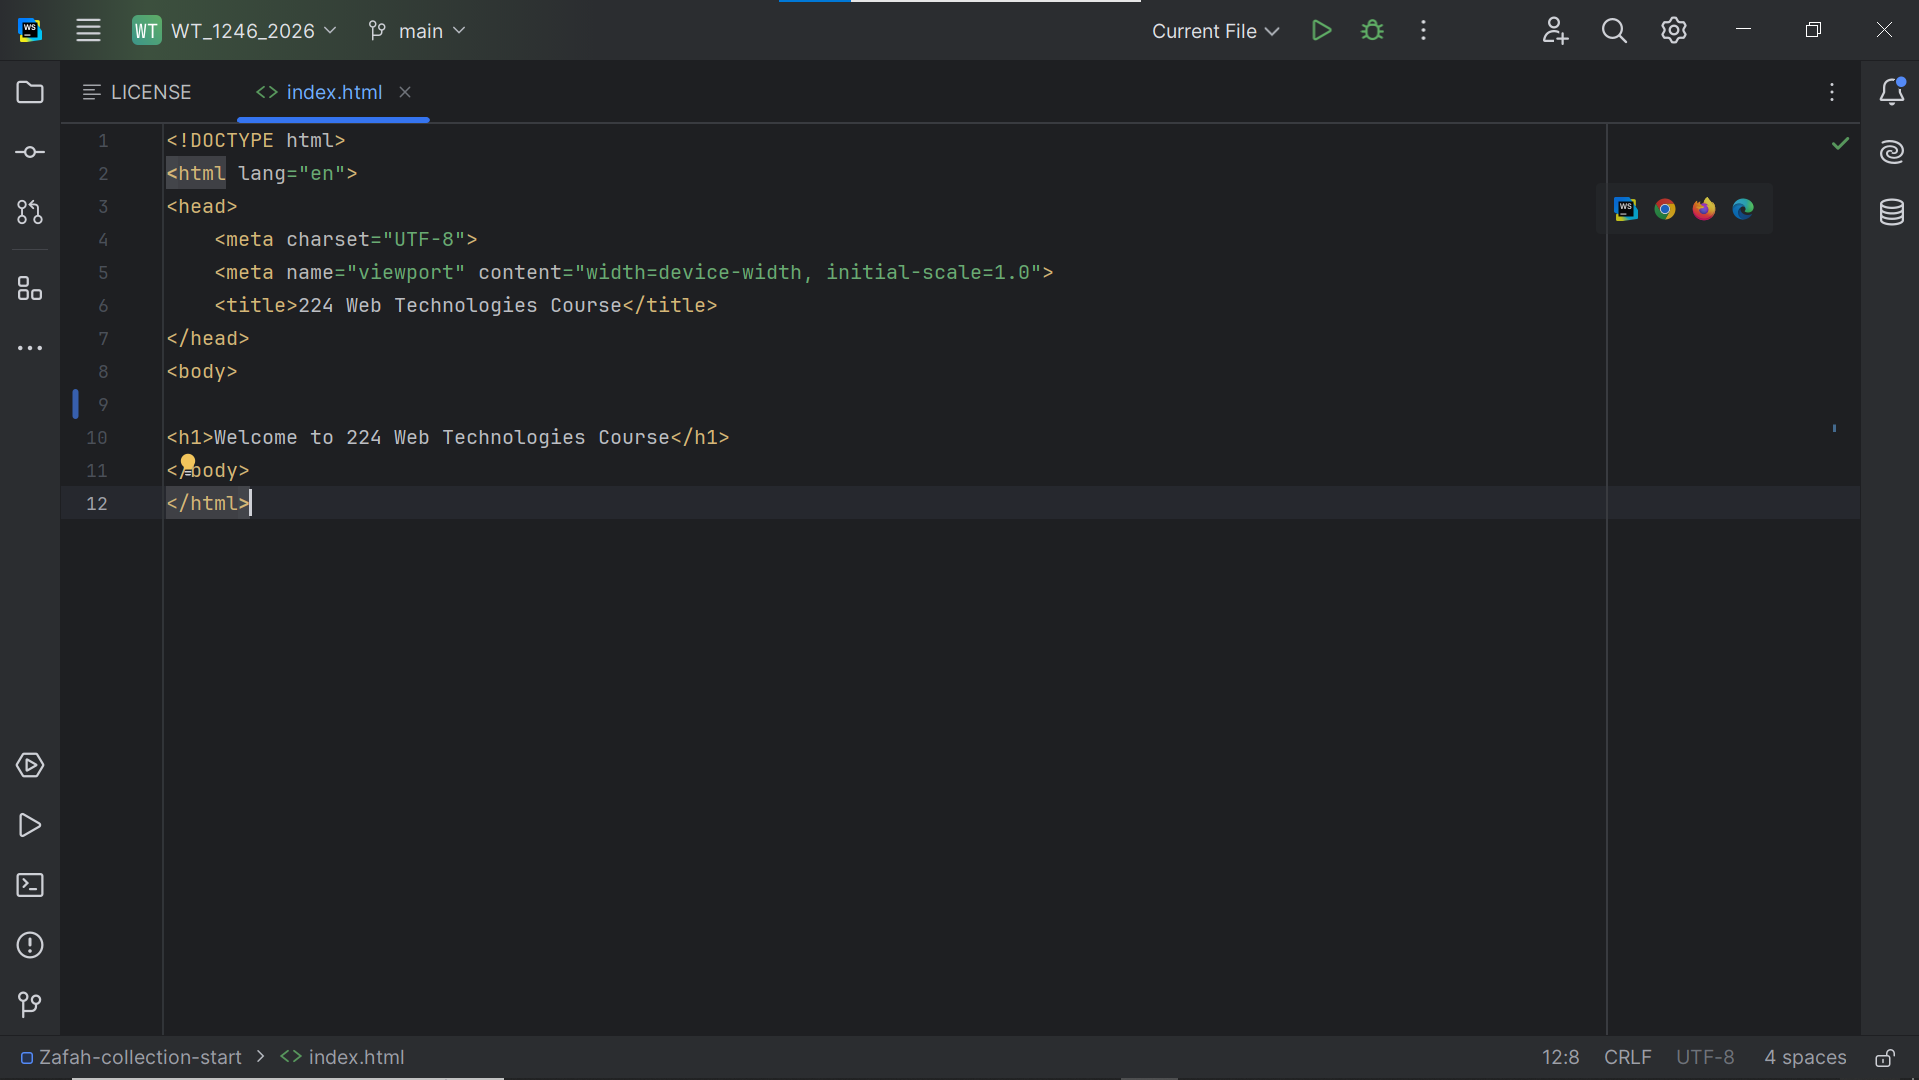 WS WT WT_1246_2026 main Current File
LICENSE index.html
1 <!DOCTYPE html>
2 <html lang="en">
3 <head>
4     <meta charset="UTF-8">
5     <meta name="viewport" content="width=device-width, initial-scale=1.0">
6     <title>224 Web Technologies Course</title>
7 </head>
8 <body>
9
10 <h1>Welcome to 224 Web Technologies Course</h1>
11 </body>
12 </html>
WS
Zafah-collection-start > index.html 12:8 CRLF UTF-8 4 spaces